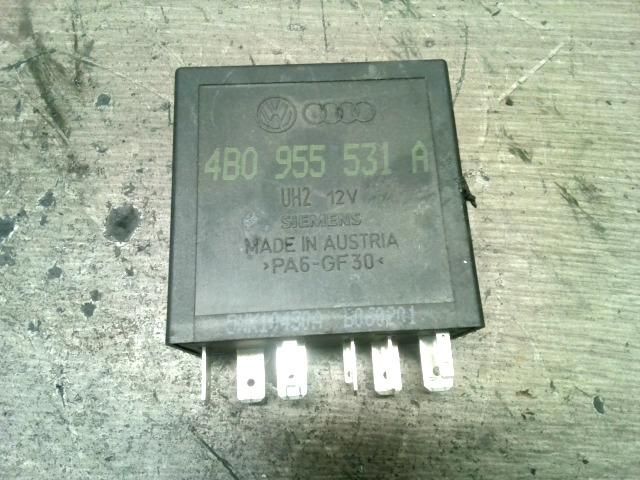 4B0 955 531 A
UH2 12V
SIEMENS
MADE IN AUSTRIA
>PA6-GF30<